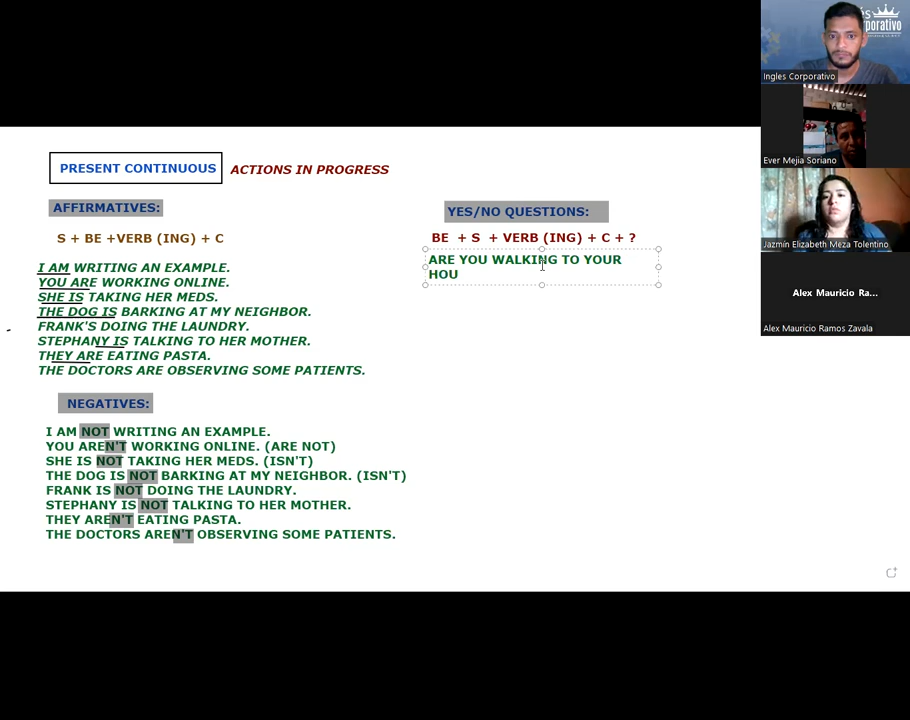 PRESENT CONTINUOUS
ACTIONS IN PROGRESS
AFFIRMATIVES:
S + BE +VERB (ING) + C
I AM WRITING AN EXAMPLE.
YOU ARE WORKING ONLINE.
SHE IS TAKING HER MEDS.
THE DOG IS BARKING AT MY NEIGHBOR.
FRANK'S DOING THE LAUNDRY.
STEPHANY IS TALKING TO HER MOTHER.
THEY ARE EATING PASTA.
THE DOCTORS ARE OBSERVING SOME PATIENTS.
NEGATIVES:
I AM NOT WRITING AN EXAMPLE.
YOU AREN'T WORKING ONLINE. (ARE NOT)
SHE IS NOT TAKING HER MEDS. (ISN'T)
THE DOG IS NOT BARKING AT MY NEIGHBOR. (ISN'T)
FRANK IS NOT DOING THE LAUNDRY.
STEPHANY IS NOT TALKING TO HER MOTHER.
THEY AREN'T EATING PASTA.
THE DOCTORS AREN'T OBSERVING SOME PATIENTS.
YES/NO QUESTIONS:
BE + S + VERB (ING) + C + ?
ARE YOU WALKING TO YOUR
HOU
Ingles Corporativo
Ever Mejia Soriano
Jazmín Elizabeth Meza Tolentino
Alex Mauricio Ra...
Alex Mauricio Ramos Zavala